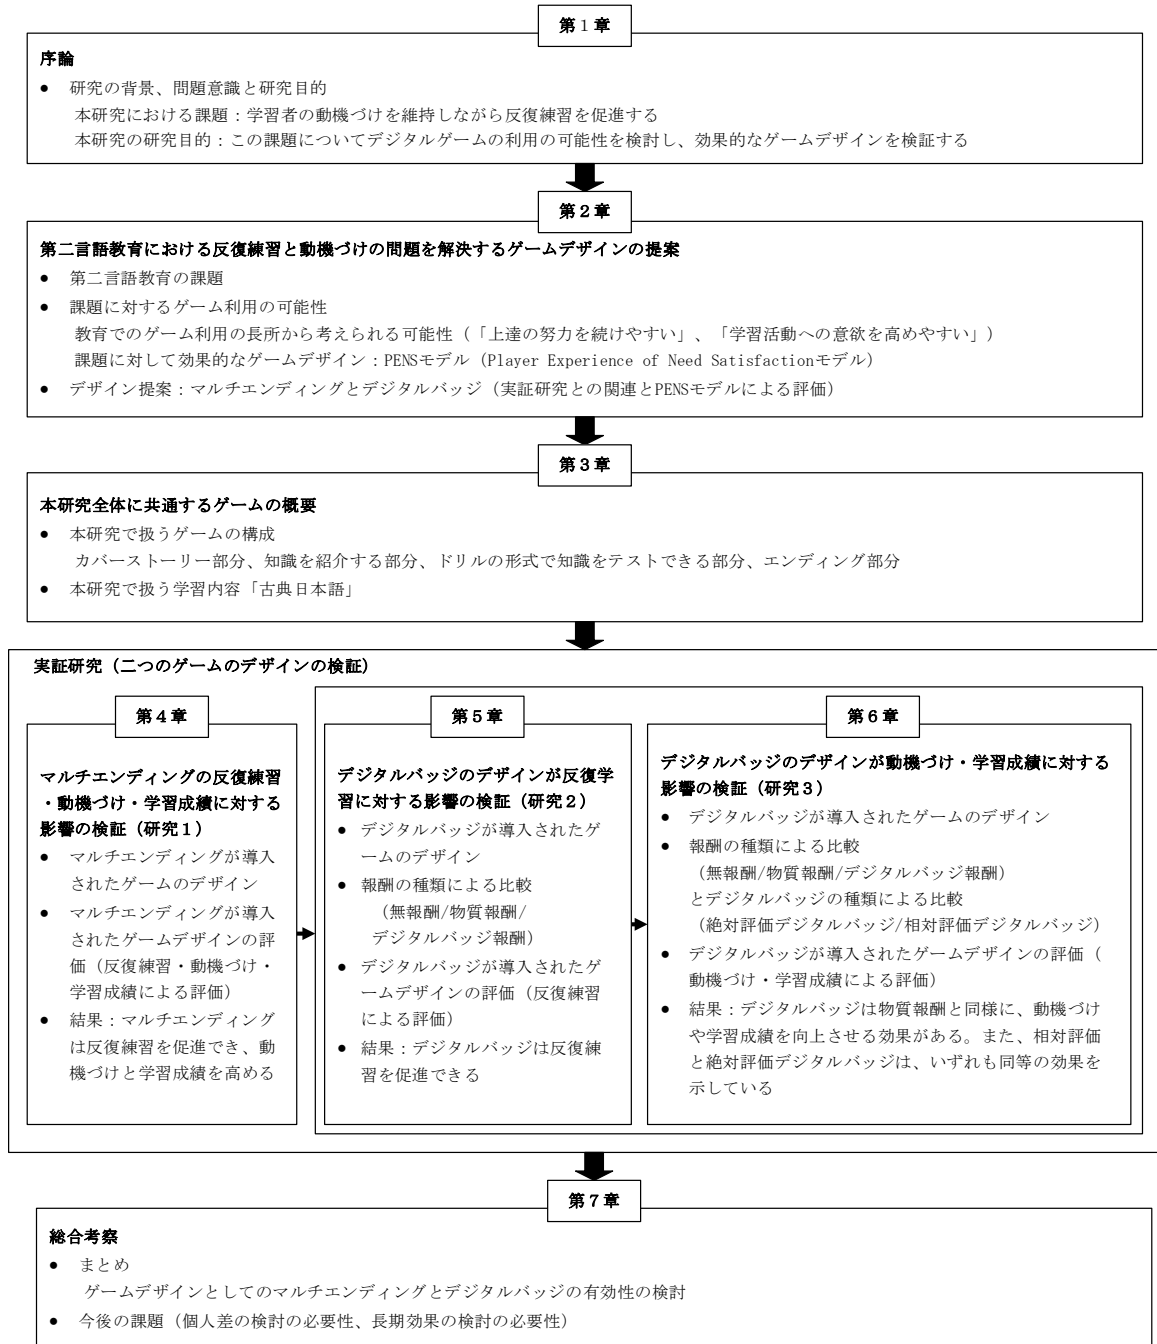 第１章
序論
● 研究の背景、問題意識と研究目的
本研究における課題：学習者の動機づけを維持しながら反復練習を促進する
本研究の研究目的：この課題についてデジタルゲームの利用の可能性を検討し、効果的なゲームデザインを検証する
第２章
第二言語教育における反復練習と動機づけの問題を解決するゲームデザインの提案
● 第二言語教育の課題
● 課題に対するゲーム利用の可能性
教育でのゲーム利用の長所から考えられる可能性（「上達の努力を続けやすい」、「学習活動への意欲を高めやすい」）
課題に対して効果的なゲームデザイン：PENSモデル（Player Experience of Need Satisfactionモデル）
● デザイン提案：マルチエンディングとデジタルバッジ（実証研究との関連とPENSモデルによる評価）
第３章
本研究全体に共通するゲームの概要
● 本研究で扱うゲームの構成
カバーストーリー部分、知識を紹介する部分、ドリルの形式で知識をテストできる部分、エンディング部分
● 本研究で扱う学習内容「古典日本語」
実証研究（二つのゲームのデザインの検証）
第４章
マルチエンディングの反復練習
・動機づけ・学習成績に対する
影響の検証（研究１）
● マルチエンディングが導入
されたゲームのデザイン
● マルチエンディングが導入
されたゲームデザインの評
価（反復練習・動機づけ・
学習成績による評価）
● 結果：マルチエンディング
は反復練習を促進でき、動
機づけと学習成績を高める
第５章
デジタルバッジのデザインが反復学
習に対する影響の検証（研究２）
● デジタルバッジが導入されたゲ
ームのデザイン
● 報酬の種類による比較
（無報酬/物質報酬/
デジタルバッジ報酬）
● デジタルバッジが導入されたゲ
ームデザインの評価（反復練習
による評価）
● 結果：デジタルバッジは反復練
習を促進できる
第６章
デジタルバッジのデザインが動機づけ・学習成績に対する
影響の検証（研究３）
● デジタルバッジが導入されたゲームのデザイン
● 報酬の種類による比較
（無報酬/物質報酬/デジタルバッジ報酬）
とデジタルバッジの種類による比較
（絶対評価デジタルバッジ/相対評価デジタルバッジ）
● デジタルバッジが導入されたゲームデザインの評価（
動機づけ・学習成績による評価）
● 結果：デジタルバッジは物質報酬と同様に、動機づけ
や学習成績を向上させる効果がある。また、相対評価
と絶対評価デジタルバッジは、いずれも同等の効果を
示している
第７章
総合考察
● まとめ
ゲームデザインとしてのマルチエンディングとデジタルバッジの有効性の検討
● 今後の課題（個人差の検討の必要性、長期効果の検討の必要性）